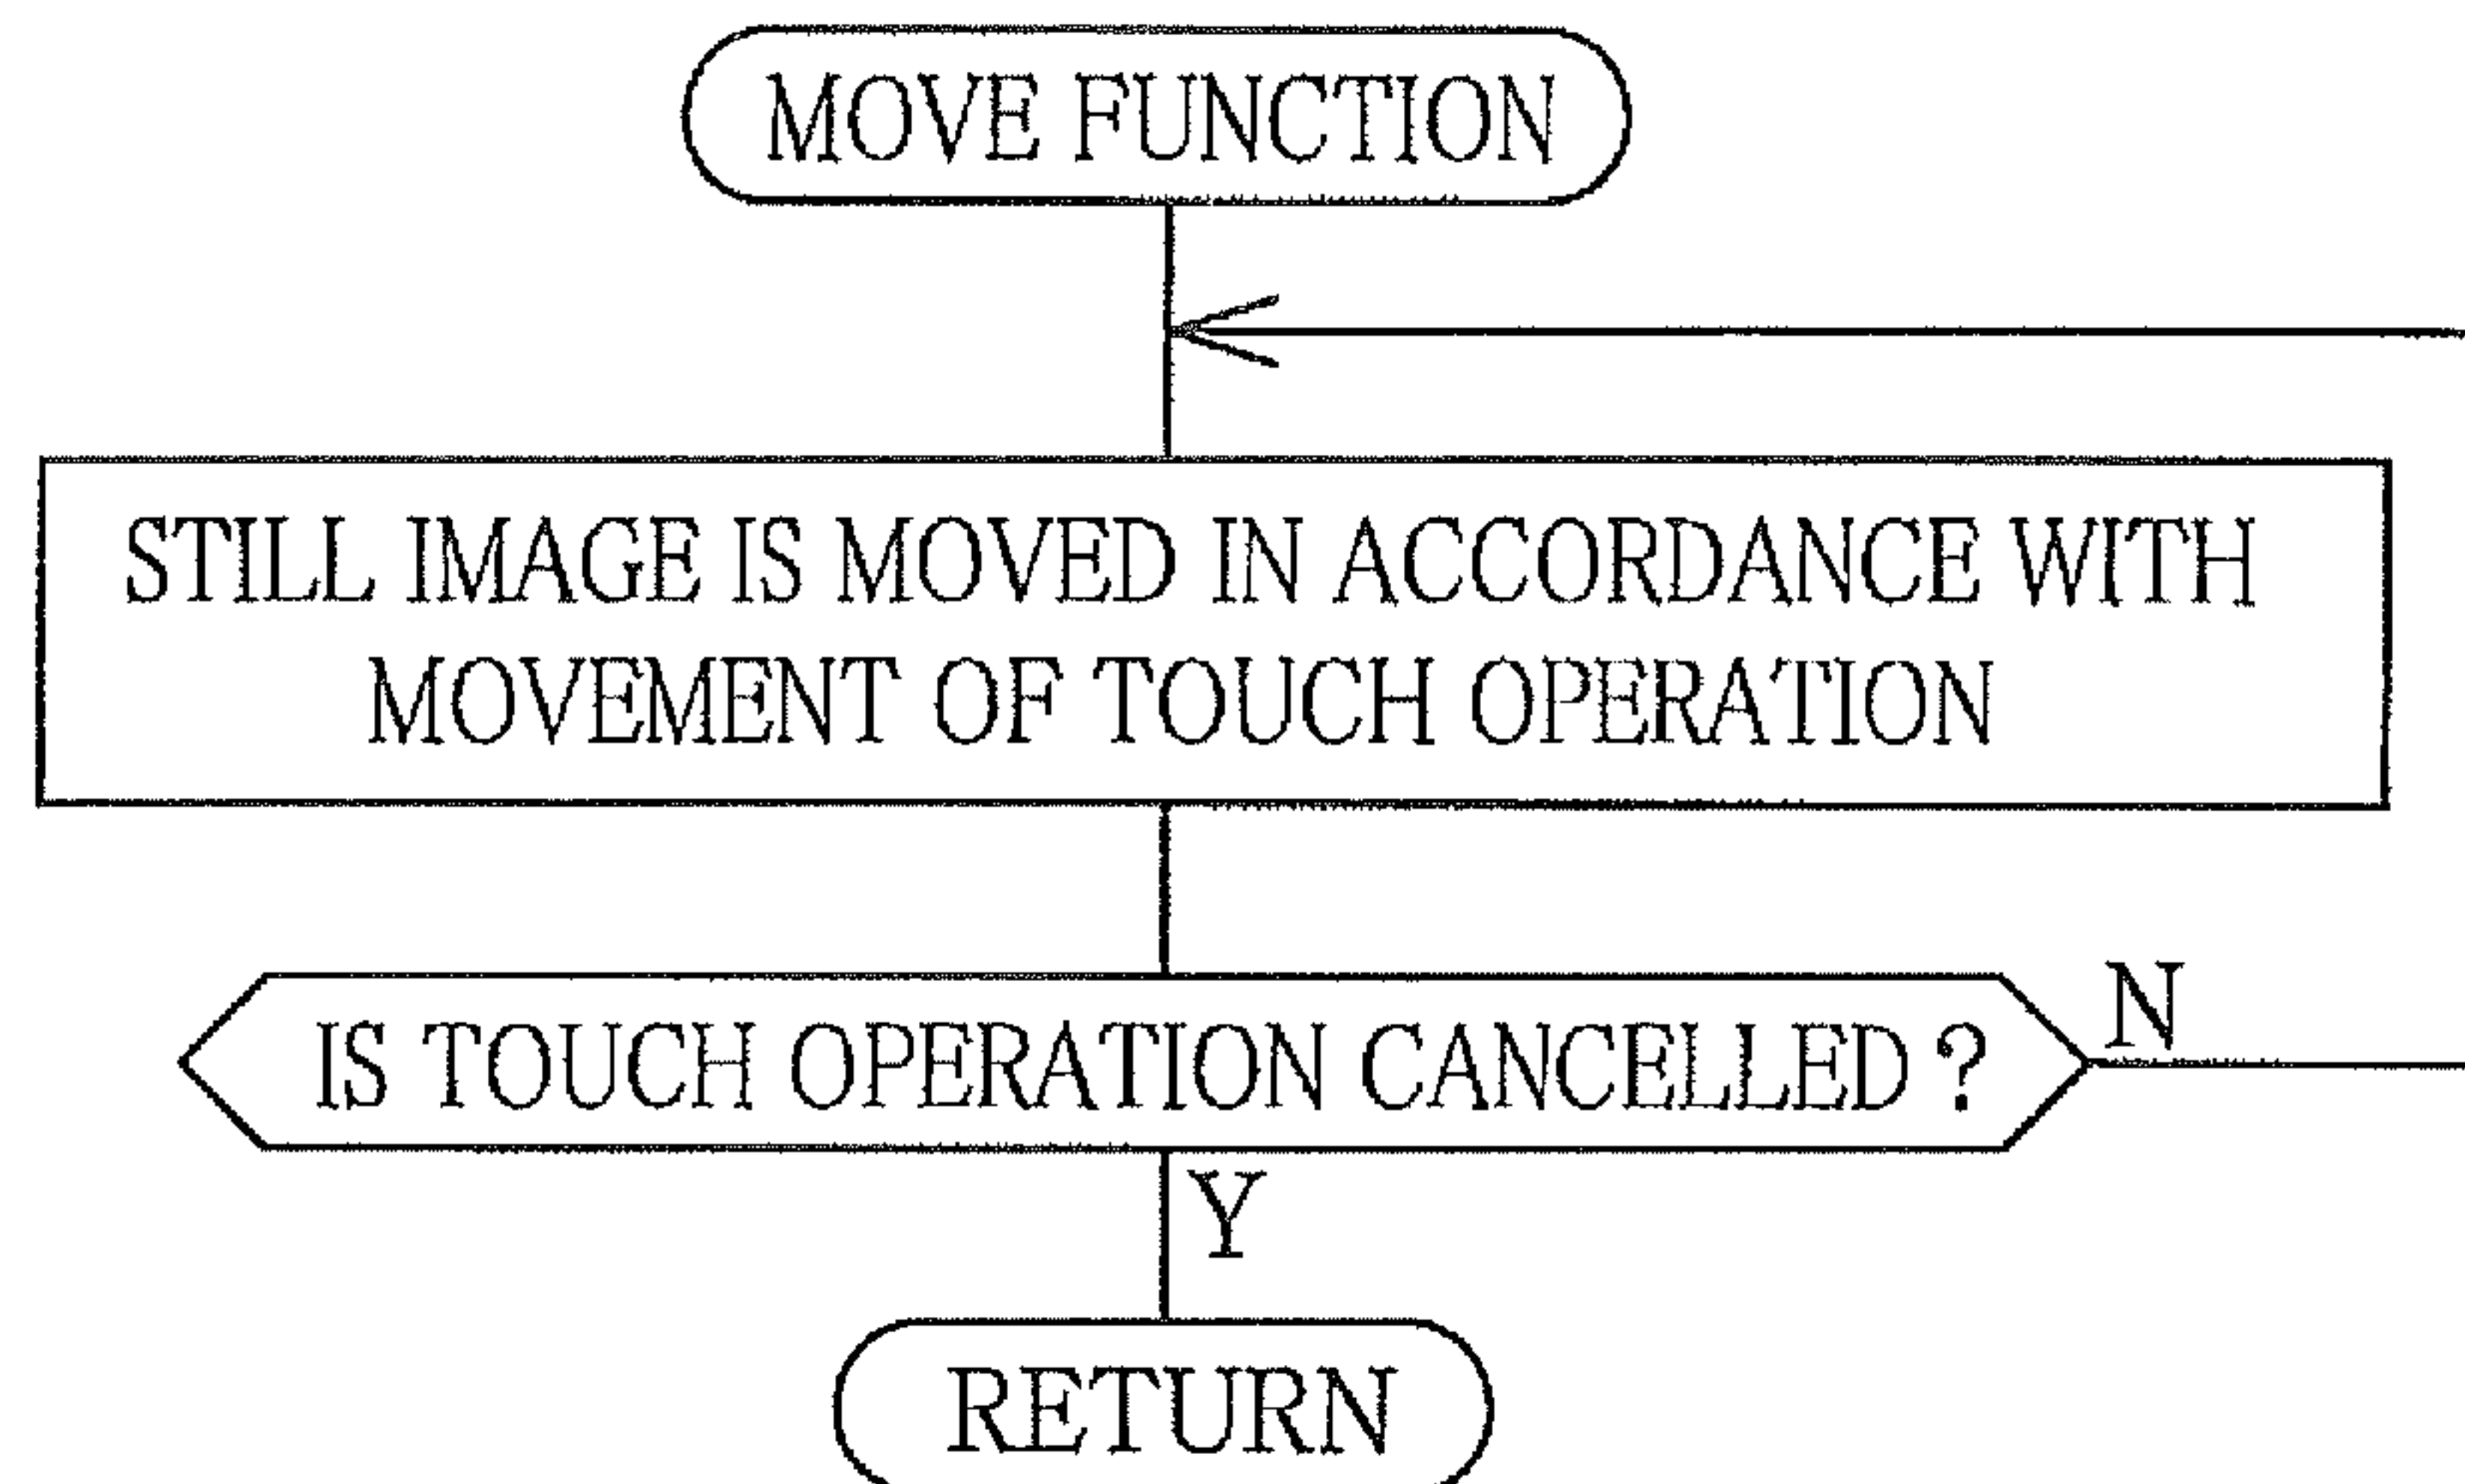 MOVE FUNCTION
STILL IMAGE IS MOVED IN ACCORDANCE WITH
MOVEMENT OF TOUCH OPERATION
IS TOUCH OPERATION CANCELLED ?
N
Y
RETURN